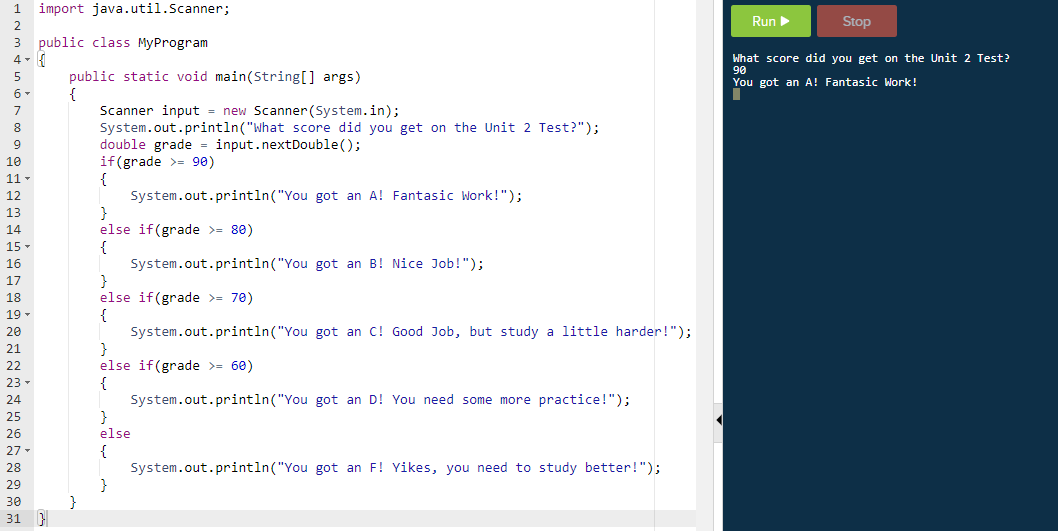 1 import java.util.Scanner;
2
3 public class MyProgram
4 {
5 public static void main(String[] args)
6 {
7 Scanner input = new Scanner(System.in);
8 System.out.println("What score did you get on the Unit 2 Test?");
9 double grade = input.nextDouble();
10 if(grade >= 90)
11 {
12 System.out.println("You got an A! Fantasic Work!");
13 }
14 else if(grade >= 80)
15 {
16 System.out.println("You got an B! Nice Job!");
17 }
18 else if(grade >= 70)
19 {
20 System.out.println("You got an C! Good Job, but study a little harder!");
21 }
22 else if(grade >= 60)
23 {
24 System.out.println("You got an D! You need some more practice!");
25 }
26 else
27 {
28 System.out.println("You got an F! Yikes, you need to study better!");
29 }
30 }
31 }
Run Stop
What score did you get on the Unit 2 Test?
90
You got an A! Fantasic Work!